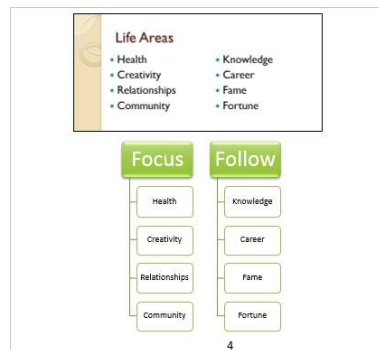 Life Areas
• Health
• Creativity
• Relationships
• Community
• Knowledge
• Career
• Fame
• Fortune
Focus
Health
Creativity
Relationships
Community
Follow
Knowledge
Career
Fame
Fortune
4